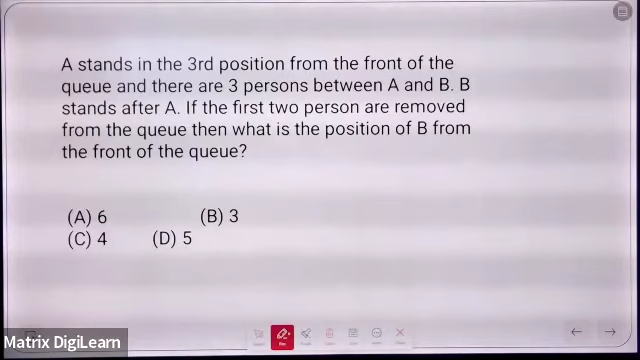 A stands in the 3rd position from the front of the
queue and there are 3 persons between A and B. B
stands after A. If the first two person are removed
from the queue then what is the position of B from
the front of the queue?
(A) 6 (B) 3
(C) 4 (D) 5
Matrix DigiLearn